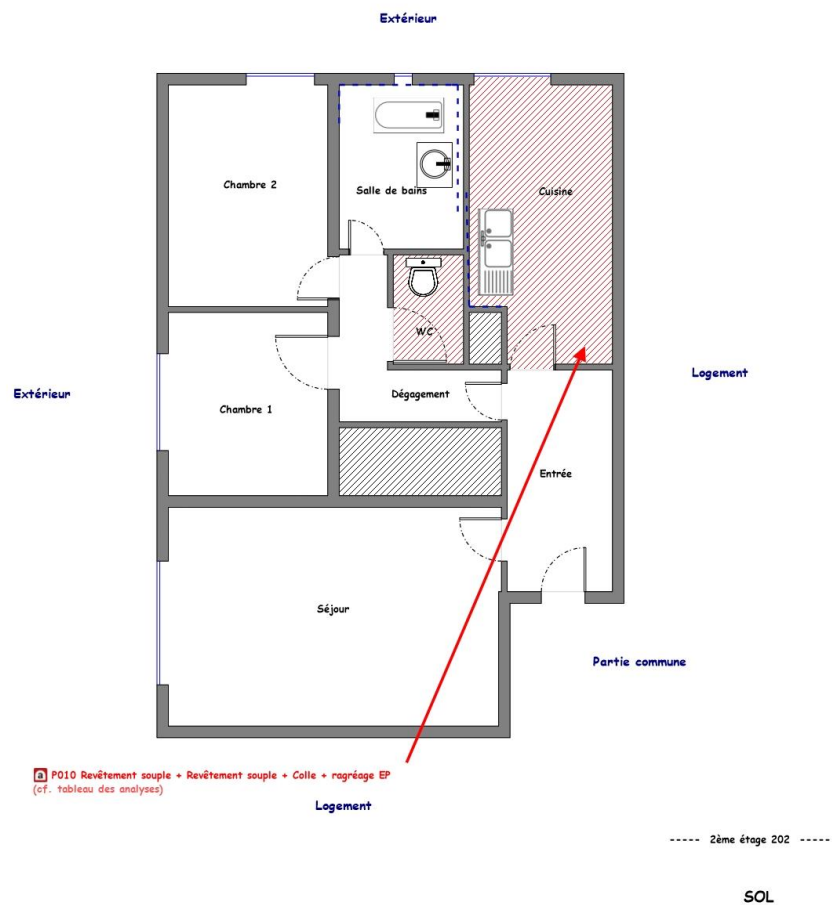 Extérieur
Chambre 2
Salle de bains
Cuisine
WC
Logement
Extérieur
Dégagement
Chambre 1
Entrée
Séjour
Partie commune
a P010 Revêtement souple + Revêtement souple + Colle + ragréage EP
(cf. tableau des analyses)
Logement
----- 2ème étage 202 -----
SOL